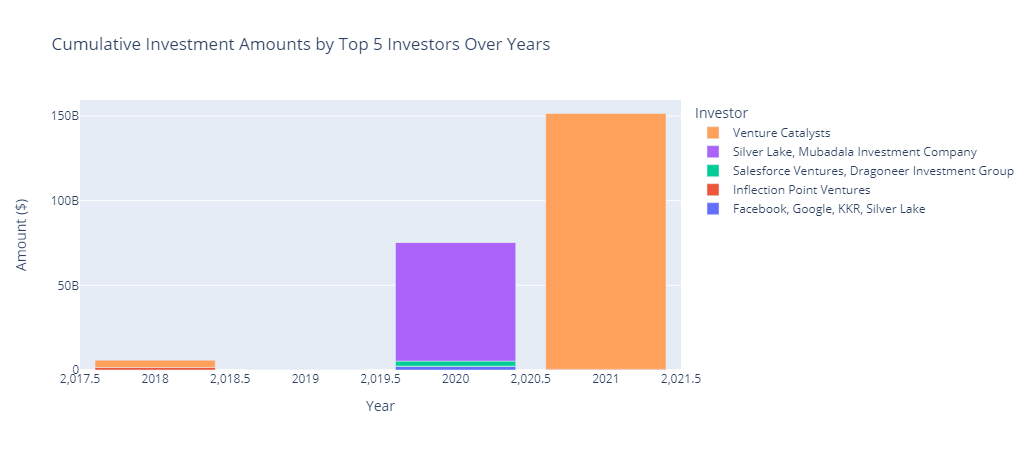 Cumulative Investment Amounts by Top 5 Investors Over Years
Investor
Venture Catalysts
Silver Lake, Mubadala Investment Company
Salesforce Ventures, Dragoneer Investment Group
Inflection Point Ventures
Facebook, Google, KKR, Silver Lake
Amount ($)
150B
100B
50B
0
2,017.5 2018 2,018.5 2019 2,019.5 2020 2,020.5 2021 2,021.5
Year